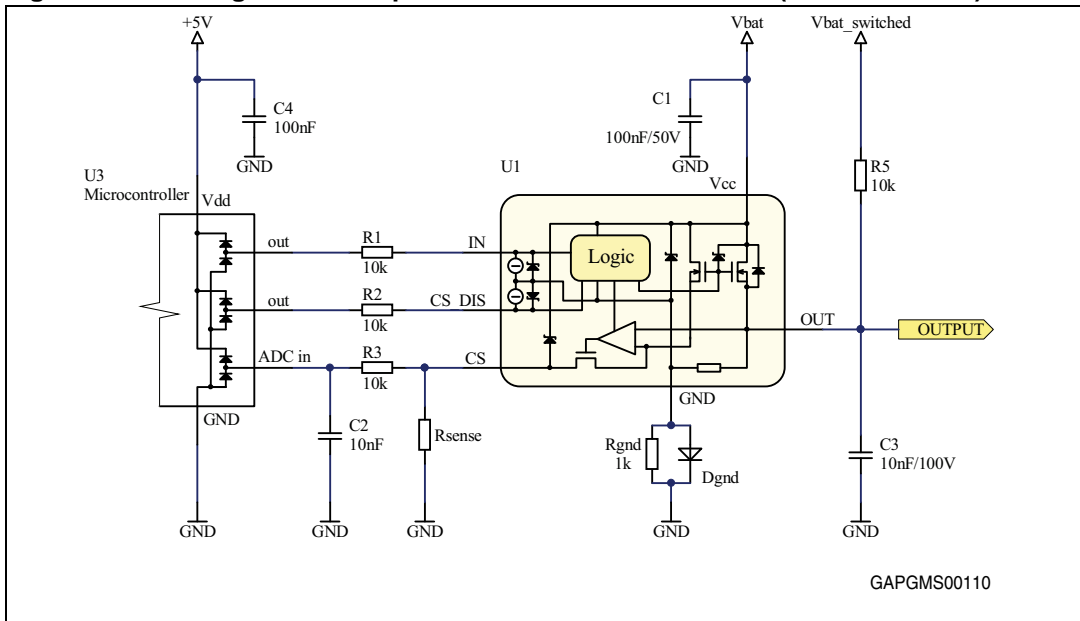 +5V
Vbat
Vbat_switched
C4
100nF
GND
C1
100nF/50V
GND
R5
10k
U3
Microcontroller
Vdd
U1
Vcc
out
R1
10k
IN
Logic
out
R2
10k
CS_DIS
OUT
OUTPUT
ADC in
R3
10k
CS
GND
GND
C2
10nF
Rsense
Rgnd
1k
Dgnd
C3
10nF/100V
GND
GND
GND
GND
GND
GAPGMS00110